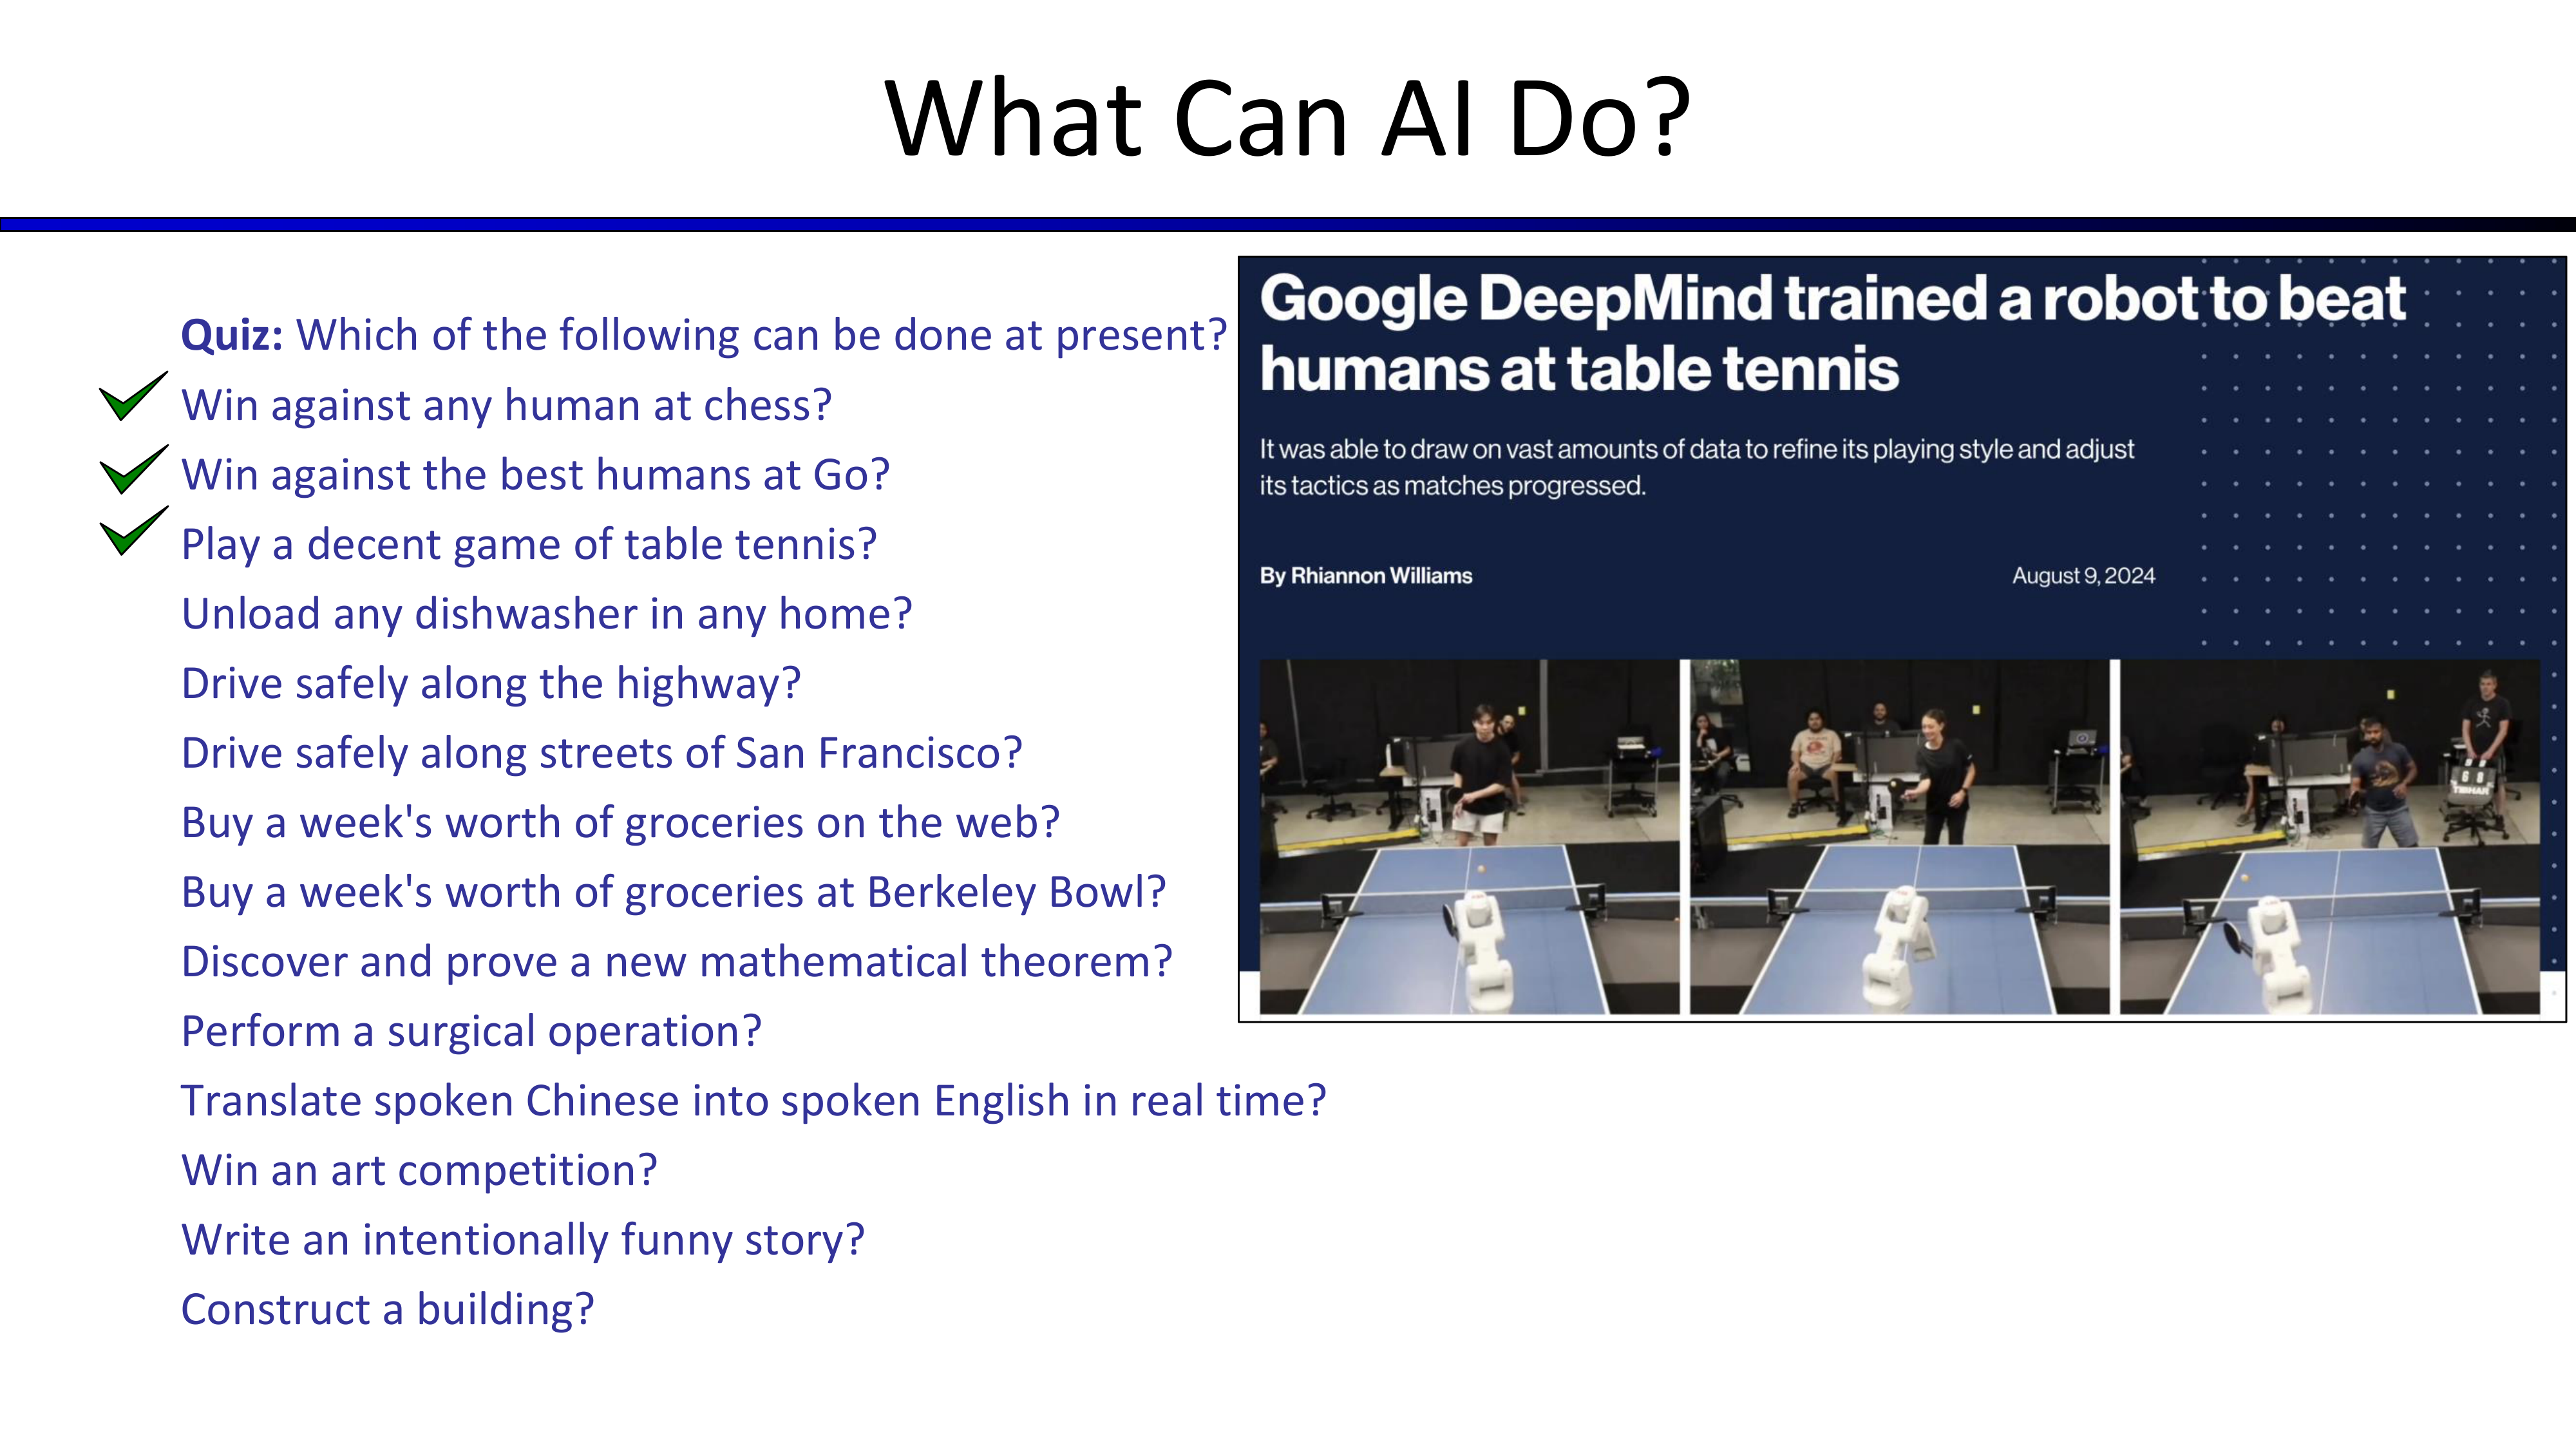 What Can AI Do?
Quiz: Which of the following can be done at present?
Win against any human at chess?
Win against the best humans at Go?
Play a decent game of table tennis?
Unload any dishwasher in any home?
Drive safely along the highway?
Drive safely along streets of San Francisco?
Buy a week's worth of groceries on the web?
Buy a week's worth of groceries at Berkeley Bowl?
Discover and prove a new mathematical theorem?
Perform a surgical operation?
Translate spoken Chinese into spoken English in real time?
Win an art competition?
Write an intentionally funny story?
Construct a building?
Google DeepMind trained a robot to beat
humans at table tennis
It was able to draw on vast amounts of data to refine its playing style and adjust
its tactics as matches progressed.
By Rhiannon Williams
August 9, 2024
6 8
TIBHAR